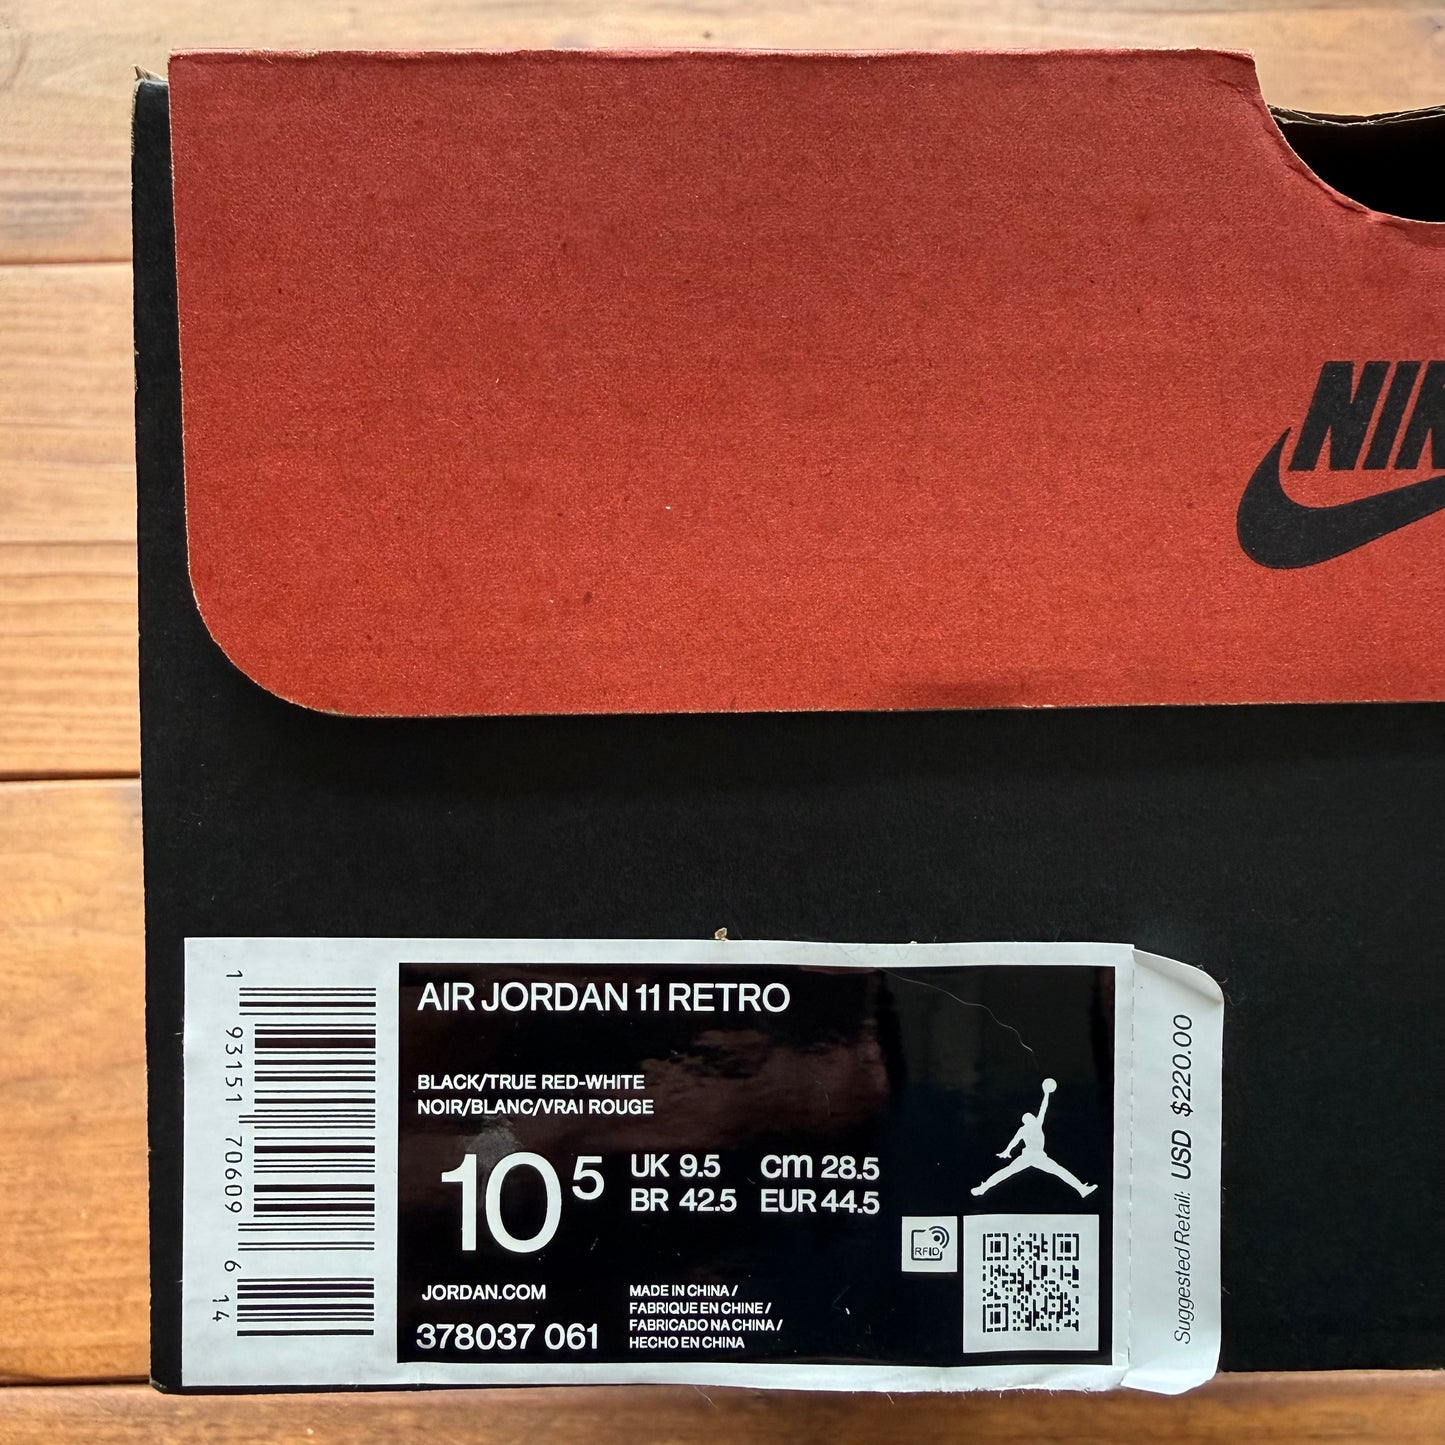 NIK
AIR JORDAN 11 RETRO
BLACK/TRUE RED-WHITE
NOIR/BLANC/VRAI ROUGE
10 5
UK 9.5 cm 28.5
BR 42.5 EUR 44.5
RFID
JORDAN.COM
378037 061
MADE IN CHINA /
FABRIQUE EN CHINE /
FABRICADO NA CHINA /
HECHO EN CHINA
1 93151 70609 6 14
Suggested Retail: USD $220.00